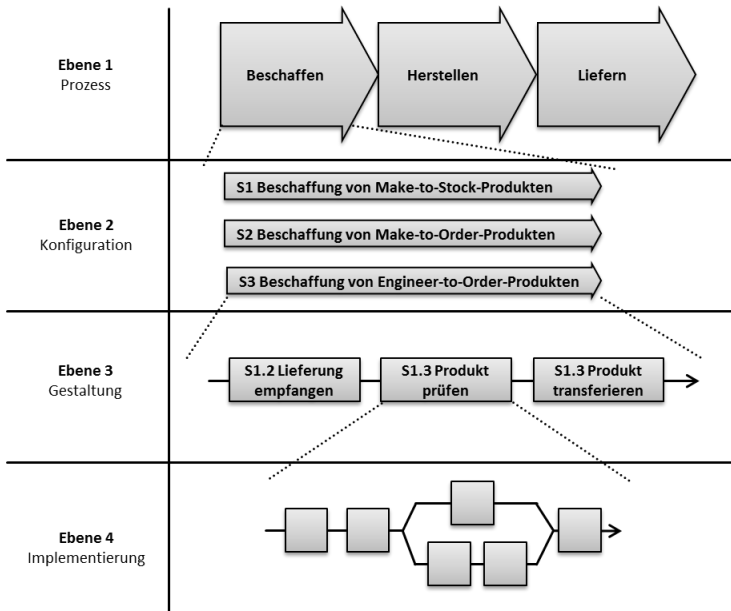 Ebene 1
Prozess
Beschaffen
Herstellen
Liefern
Ebene 2
Konfiguration
S1 Beschaffung von Make-to-Stock-Produkten
S2 Beschaffung von Make-to-Order-Produkten
S3 Beschaffung von Engineer-to-Order-Produkten
Ebene 3
Gestaltung
S1.2 Lieferung
empfangen
S1.3 Produkt
prüfen
S1.3 Produkt
transferieren
Ebene 4
Implementierung